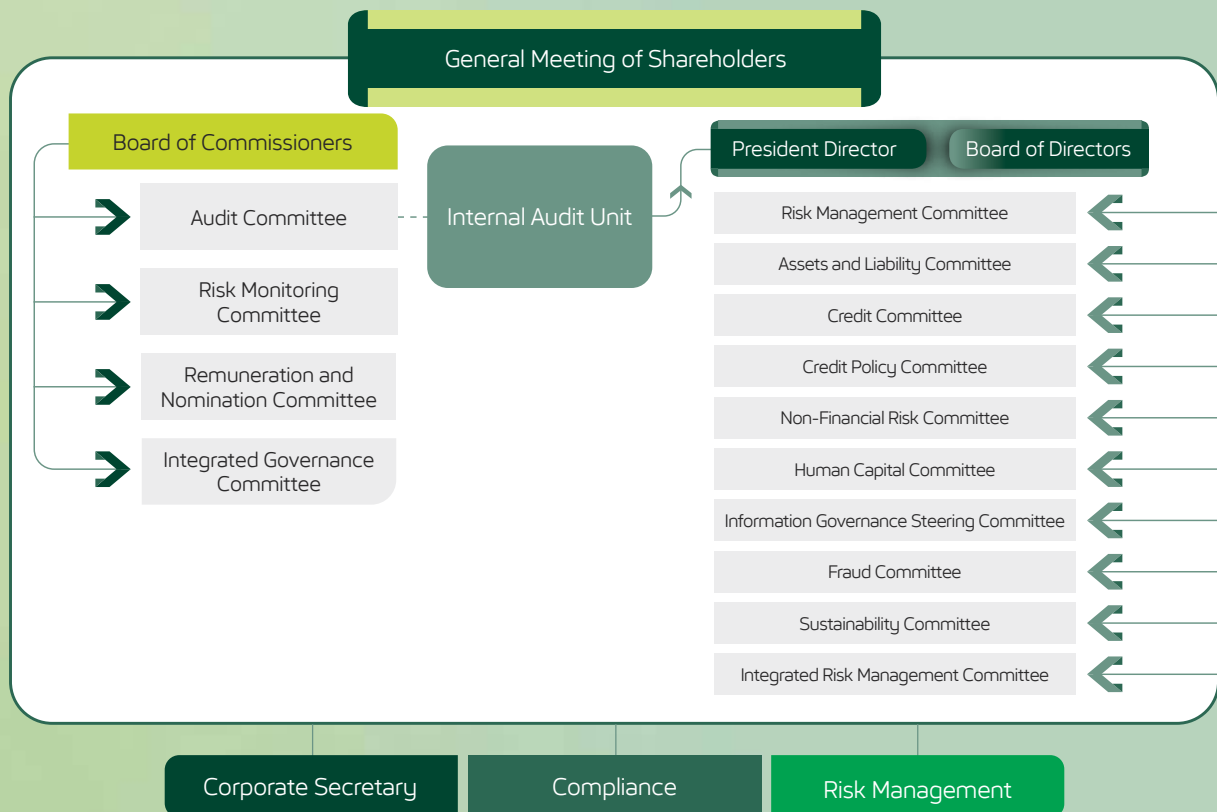 General Meeting of Shareholders
Board of Commissioners
Audit Committee
Risk Monitoring
Committee
Remuneration and
Nomination Committee
Integrated Governance
Committee
Internal Audit Unit
President Director
Board of Directors
Risk Management Committee
Assets and Liability Committee
Credit Committee
Credit Policy Committee
Non-Financial Risk Committee
Human Capital Committee
Information Governance Steering Committee
Fraud Committee
Sustainability Committee
Integrated Risk Management Committee
Corporate Secretary
Compliance
Risk Management